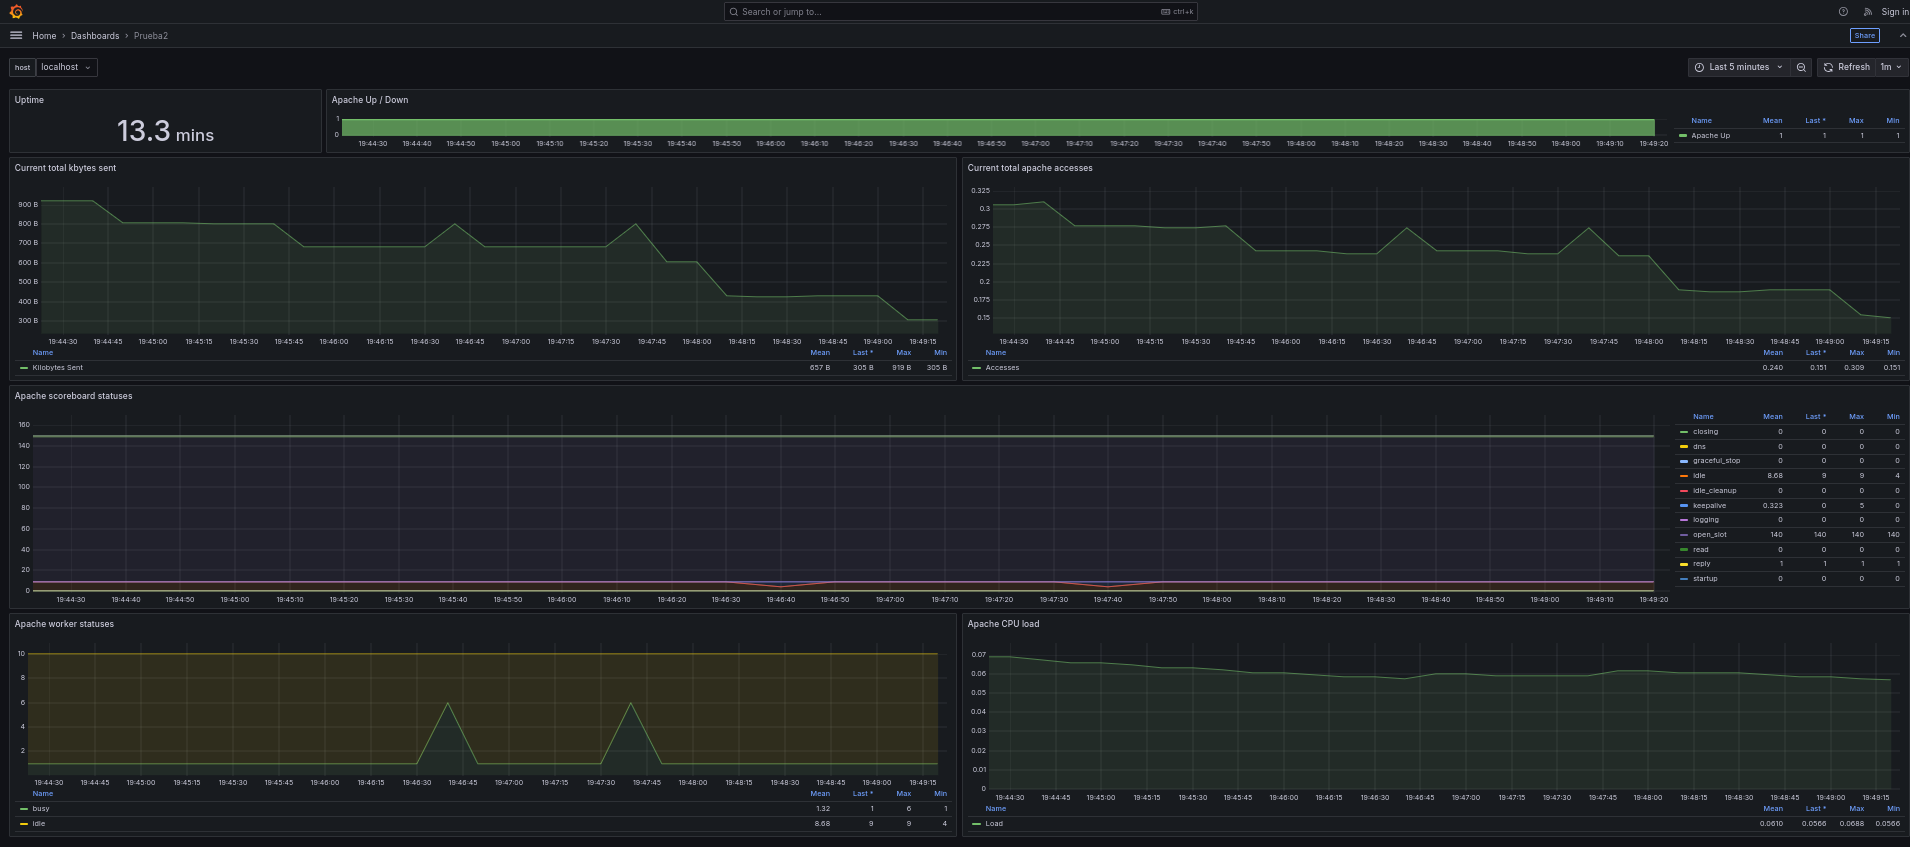 Search or jump to...
ctrl+k
Sign in
Home › Dashboards › Prueba2
Share
host localhost
Last 5 minutes
Refresh 1m
Uptime
13.3 mins
Apache Up / Down
1
0
19:44:30 19:44:40 19:44:50 19:45:00 19:45:10 19:45:20 19:45:30 19:45:40 19:45:50 19:46:00 19:46:10 19:46:20 19:46:30 19:46:40 19:46:50 19:47:00 19:47:10 19:47:20 19:47:30 19:47:40 19:47:50 19:48:00 19:48:10 19:48:20 19:48:30 19:48:40 19:48:50 19:49:00 19:49:10 19:49:20
Name Mean Last * Max Min
Apache Up 1 1 1 1
Current total kbytes sent
900 B
800 B
700 B
600 B
500 B
400 B
300 B
19:44:30 19:44:45 19:45:00 19:45:15 19:45:30 19:45:45 19:46:00 19:46:15 19:46:30 19:46:45 19:47:00 19:47:15 19:47:30 19:47:45 19:48:00 19:48:15 19:48:30 19:48:45 19:49:00 19:49:15
Name Mean Last * Max Min
Kilobytes Sent 657 B 305 B 919 B 305 B
Current total apache accesses
0.325
0.3
0.275
0.25
0.225
0.2
0.175
0.15
19:44:30 19:44:45 19:45:00 19:45:15 19:45:30 19:45:45 19:46:00 19:46:15 19:46:30 19:46:45 19:47:00 19:47:15 19:47:30 19:47:45 19:48:00 19:48:15 19:48:30 19:48:45 19:49:00 19:49:15
Name Mean Last * Max Min
Accesses 0.240 0.151 0.309 0.151
Apache scoreboard statuses
160
140
120
100
80
60
40
20
0
19:44:30 19:44:40 19:44:50 19:45:00 19:45:10 19:45:20 19:45:30 19:45:40 19:45:50 19:46:00 19:46:10 19:46:20 19:46:30 19:46:40 19:46:50 19:47:00 19:47:10 19:47:20 19:47:30 19:47:40 19:47:50 19:48:00 19:48:10 19:48:20 19:48:30 19:48:40 19:48:50 19:49:00 19:49:10 19:49:20
Name Mean Last * Max Min
closing 0 0 0 0
dns 0 0 0 0
graceful_stop 0 0 0 0
idle 8.68 9 9 4
idle_cleanup 0 0 0 0
keepalive 0.323 0 5 0
logging 0 0 0 0
open_slot 140 140 140 140
read 0 0 0 0
reply 1 1 1 1
startup 0 0 0 0
Apache worker statuses
10
8
6
4
2
19:44:30 19:44:45 19:45:00 19:45:15 19:45:30 19:45:45 19:46:00 19:46:15 19:46:30 19:46:45 19:47:00 19:47:15 19:47:30 19:47:45 19:48:00 19:48:15 19:48:30 19:48:45 19:49:00 19:49:15
Name Mean Last * Max Min
busy 1.32 1 6 1
idle 8.68 9 9 4
Apache CPU load
0.07
0.06
0.05
0.04
0.03
0.02
0.01
0
19:44:30 19:44:45 19:45:00 19:45:15 19:45:30 19:45:45 19:46:00 19:46:15 19:46:30 19:46:45 19:47:00 19:47:15 19:47:30 19:47:45 19:48:00 19:48:15 19:48:30 19:48:45 19:49:00 19:49:15
Name Mean Last * Max Min
Load 0.0610 0.0566 0.0688 0.0566